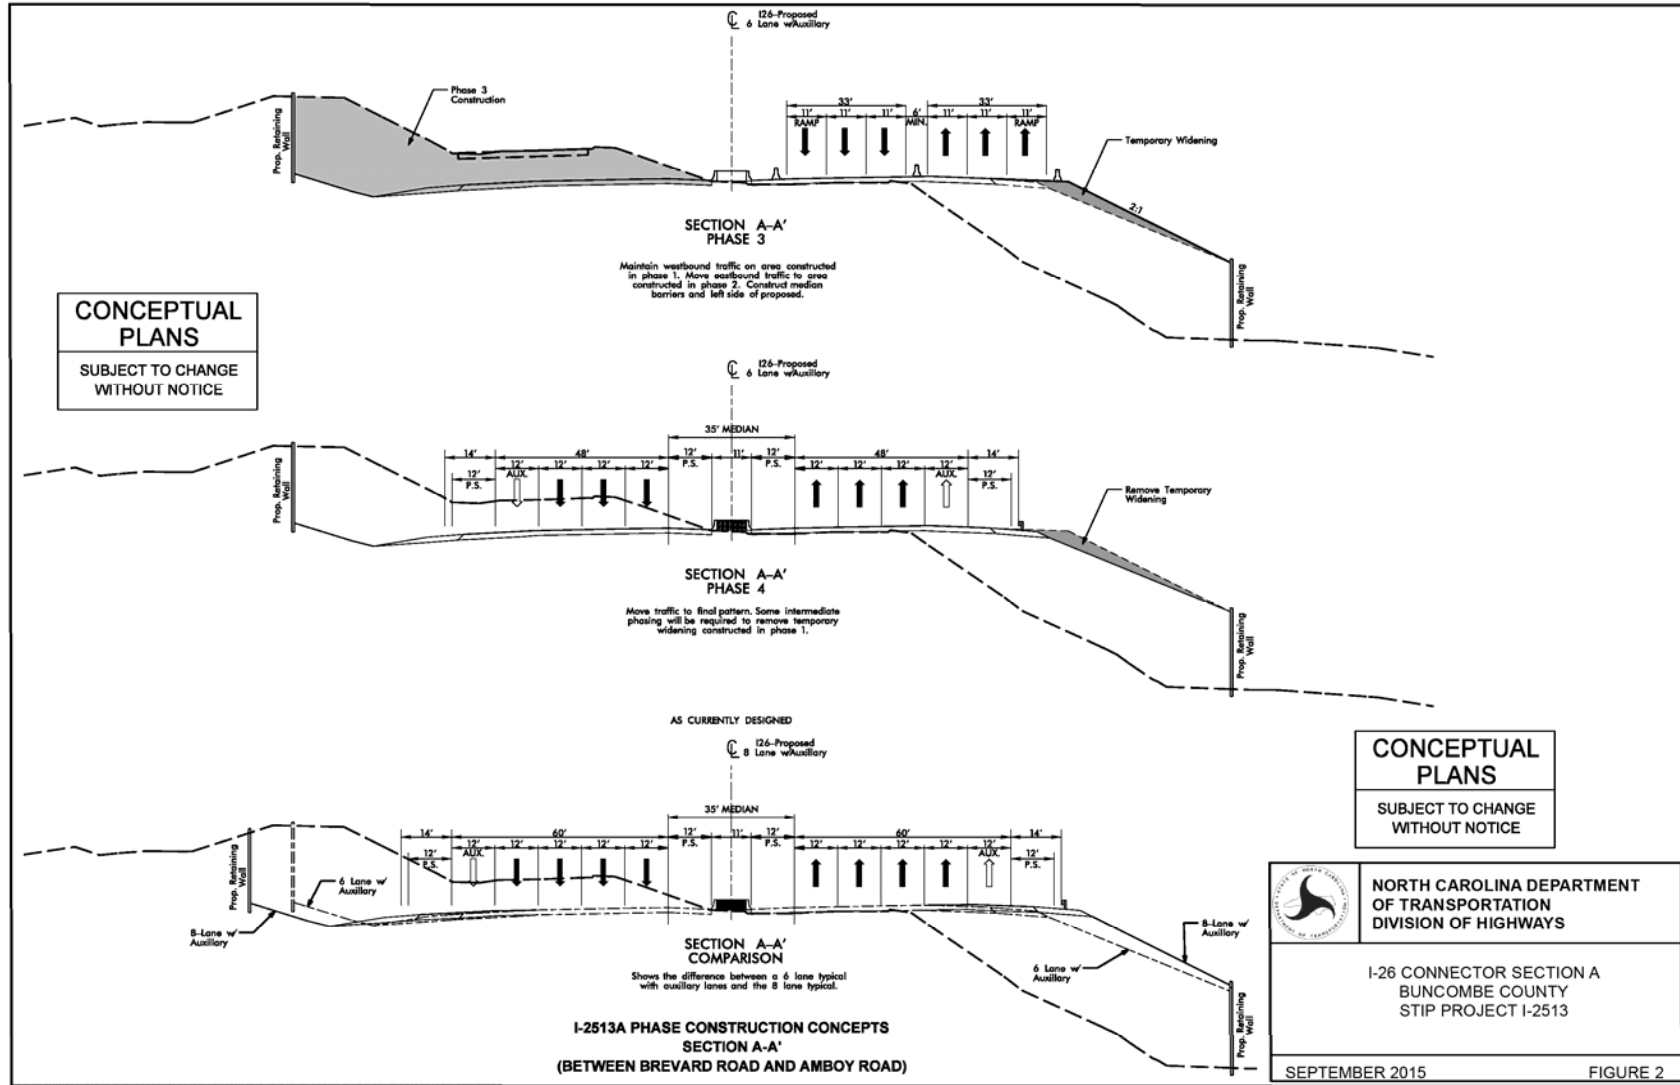 I26-Proposed
6 Lane w/Auxillary
Phase 3
Construction
Prop. Retaining
Wall
33'
33'
11'
11'
11'
6'
11'
11'
11'
RAMP
MIN.
RAMP
Temporary Widening
2:1
Prop. Retaining
Wall
SECTION A-A'
PHASE 3
Maintain westbound traffic on area constructed
in phase 1. Move eastbound traffic to area
constructed in phase 2. Construct median
barriers and left side of proposed.
CONCEPTUAL
PLANS
SUBJECT TO CHANGE
WITHOUT NOTICE
I26-Proposed
6 Lane w/Auxillary
35' MEDIAN
14'
48'
12'
11'
12'
48'
14'
P.S.
P.S.
12'
12'
12'
12'
12'
12'
12'
12'
12'
12'
P.S.
AUX.
AUX.
P.S.
Prop. Retaining
Wall
Remove Temporary
Widening
Prop. Retaining
Wall
SECTION A-A'
PHASE 4
Move traffic to final pattern. Some intermediate
phasing will be required to remove temporary
widening constructed in phase 1.
AS CURRENTLY DESIGNED
I26-Proposed
8 Lane w/Auxillary
35' MEDIAN
14'
60'
12'
11'
12'
60'
14'
P.S.
P.S.
12'
12'
12'
12'
12'
12'
12'
12'
12'
12'
12'
12'
P.S.
AUX.
AUX.
P.S.
Prop. Retaining
Wall
6 Lane w/
Auxillary
8-Lane w/
Auxillary
8-Lane w/
Auxillary
6 Lane w/
Auxillary
Prop. Retaining
Wall
SECTION A-A'
COMPARISON
Shows the difference between a 6 lane typical
with auxillary lanes and the 8 lane typical.
I-2513A PHASE CONSTRUCTION CONCEPTS
SECTION A-A'
(BETWEEN BREVARD ROAD AND AMBOY ROAD)
CONCEPTUAL
PLANS
SUBJECT TO CHANGE
WITHOUT NOTICE
NORTH CAROLINA DEPARTMENT
OF TRANSPORTATION
DIVISION OF HIGHWAYS
I-26 CONNECTOR SECTION A
BUNCOMBE COUNTY
STIP PROJECT I-2513
SEPTEMBER 2015
FIGURE 2